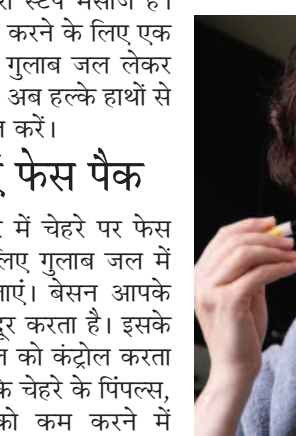 स्टेप मसाज है।
करने के लिए एक
गुलाब जल लेकर
अब हल्के हाथों से
करें।
फेस पैक
में चेहरे पर फेस
लिए गुलाब जल में
बेसन आपके
करता है। इसके
को कंट्रोल करता
के चेहरे के पिंपल्स,
को कम करने में